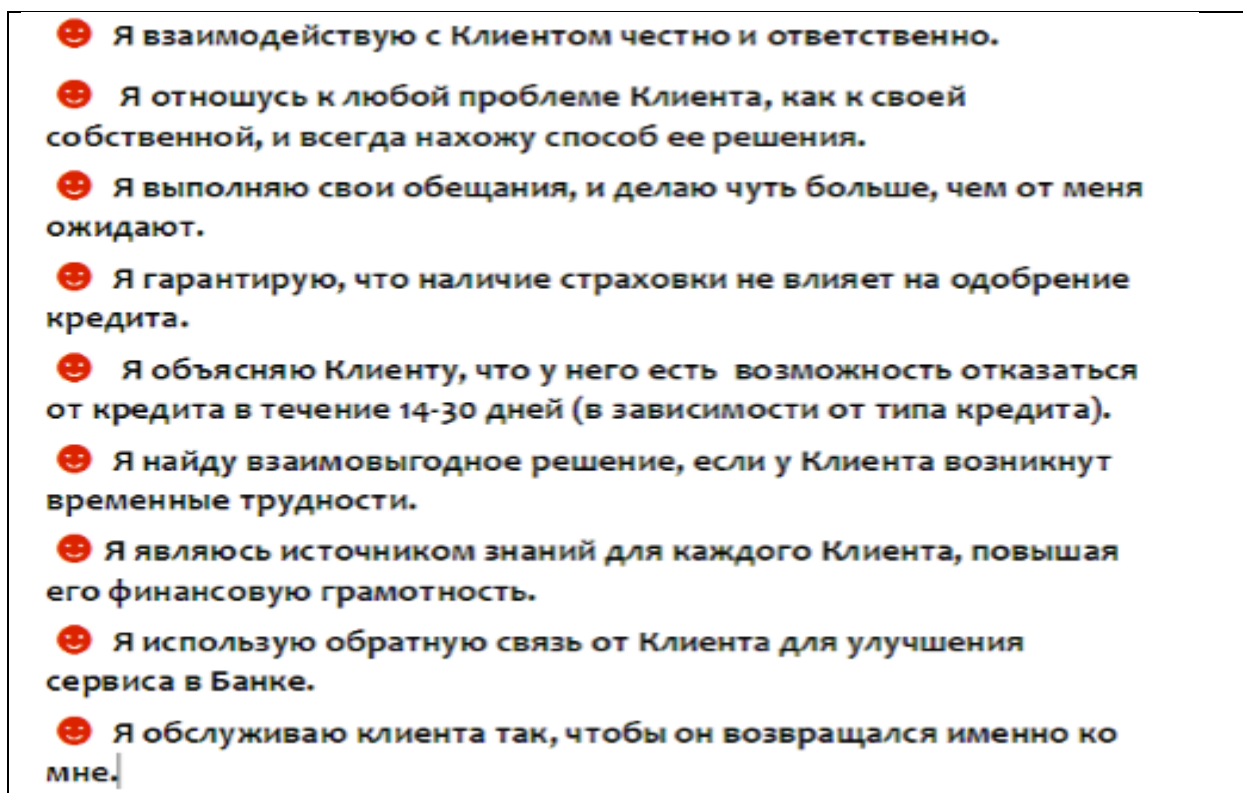 Я взаимодействую с Клиентом честно и ответственно.
Я отношусь к любой проблеме Клиента, как к своей
собственной, и всегда нахожу способ ее решения.
Я выполняю свои обещания, и делаю чуть больше, чем от меня
ожидают.
Я гарантирую, что наличие страховки не влияет на одобрение
кредита.
Я объясняю Клиенту, что у него есть возможность отказаться
от кредита в течение 14-30 дней (в зависимости от типа кредита).
Я найду взаимовыгодное решение, если у Клиента возникнут
временные трудности.
Я являюсь источником знаний для каждого Клиента, повышая
его финансовую грамотность.
Я использую обратную связь от Клиента для улучшения
сервиса в Банке.
Я обслуживаю клиента так, чтобы он возвращался именно ко
мне.